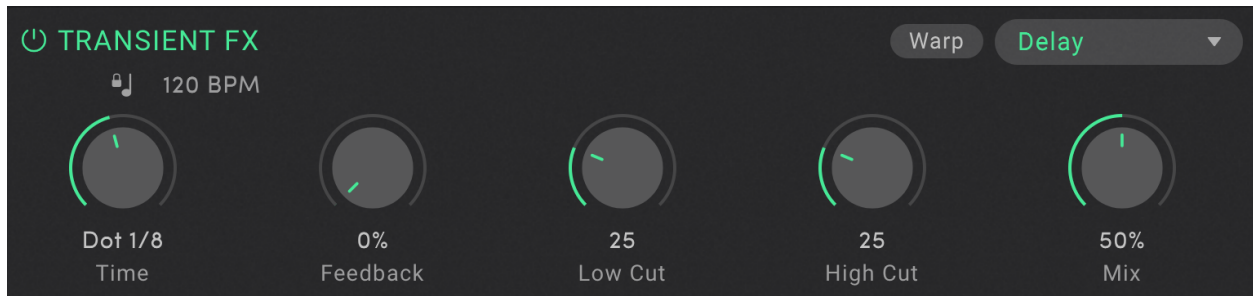 TRANSIENT FX Warp Delay
120 BPM
Dot 1/8 0% 25 25 50%
Time Feedback Low Cut High Cut Mix